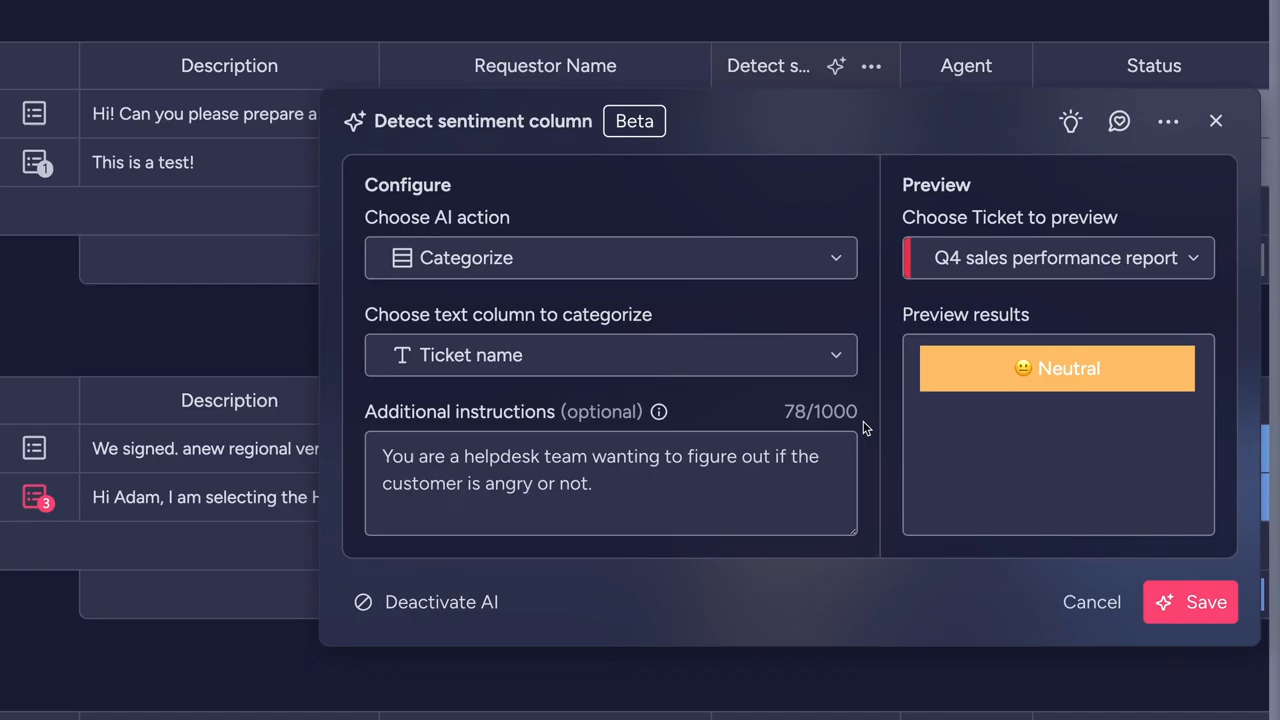 Description
Requestor Name
Detect s...
Agent
Status
Hi! Can you please prepare a
This is a test!
1
Detect sentiment column
Beta
Configure
Choose AI action
Categorize
Choose text column to categorize
Ticket name
Additional instructions (optional)
78/1000
You are a helpdesk team wanting to figure out if the
customer is angry or not.
Preview
Choose Ticket to preview
Q4 sales performance report
Preview results
😐 Neutral
Deactivate AI
Cancel
Save
Description
We signed. anew regional ver
Hi Adam, I am selecting the H
3